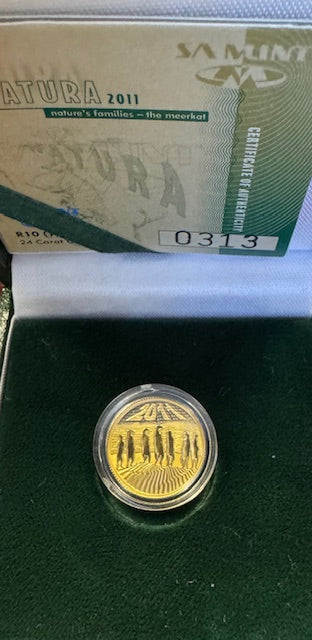 SA MINT
ATURA 2011
nature's families – the meerkat
CERTIFICATE OF AUTHENTICITY
R10
24 Carat
0313
2011